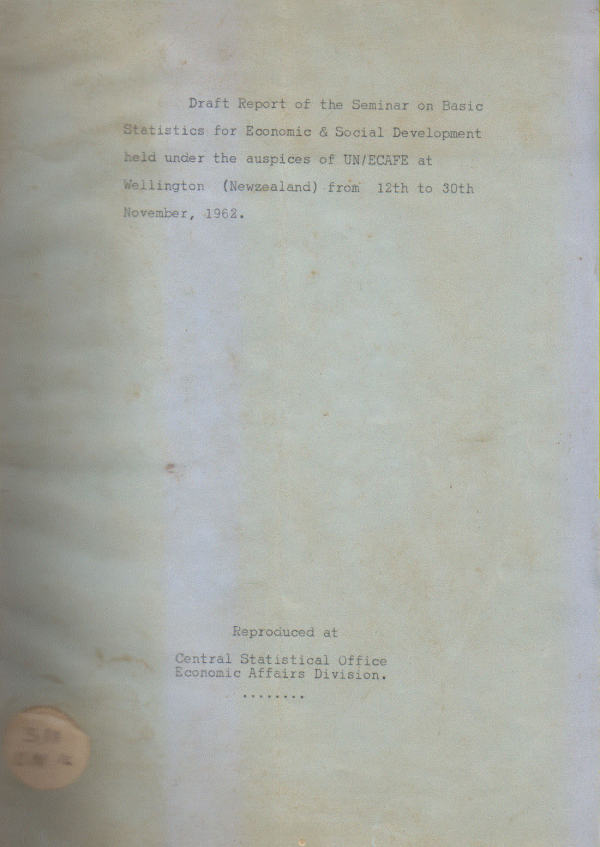 Draft Report of the Seminar on Basic
Statistics for Economic & Social Development
held under the auspices of UN/ECAFE at
Wellington (Newzealand) from 12th to 30th
November, 1962.
Reproduced at
Central Statistical Office
Economic Affairs Division.
........